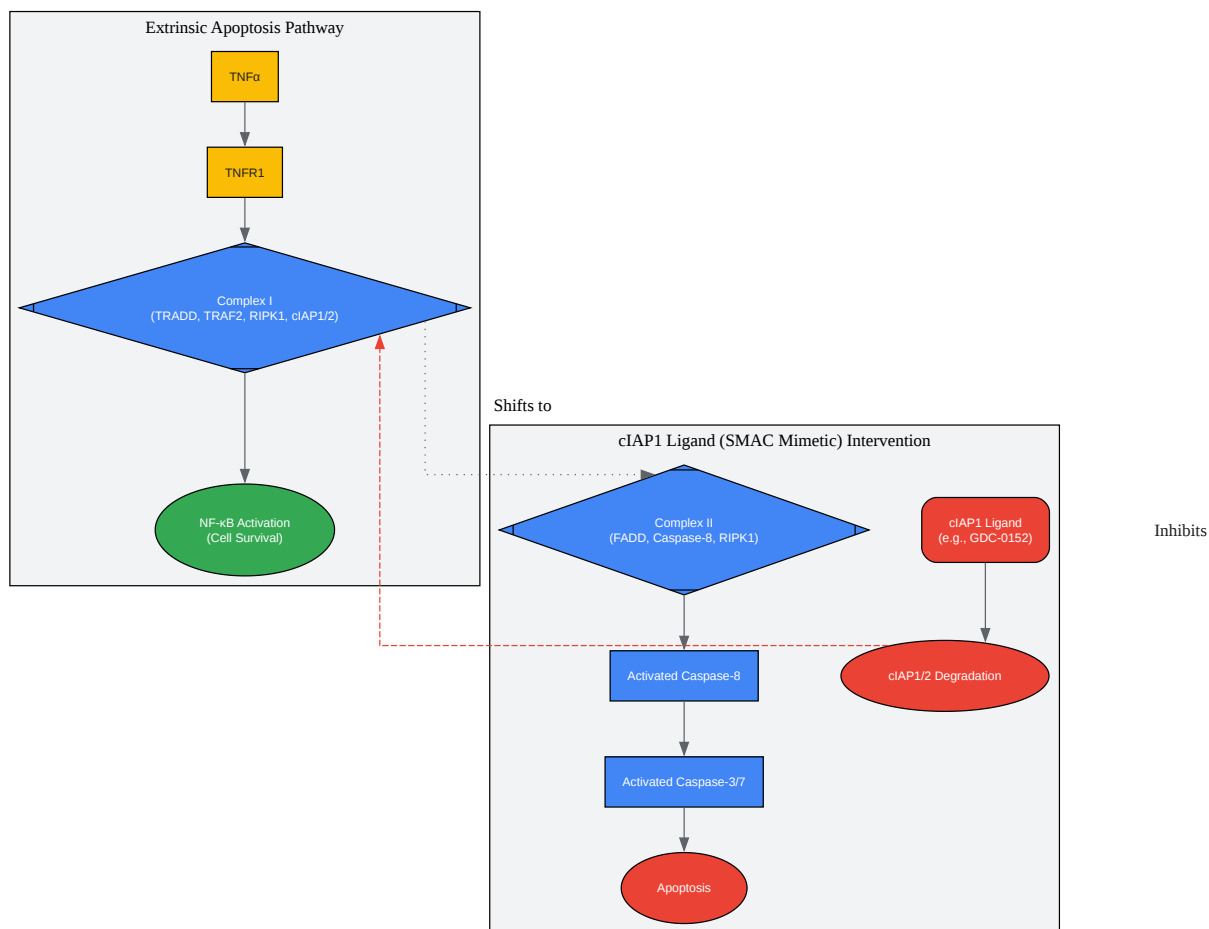 Extrinsic Apoptosis Pathway
TNFα
TNFR1
Complex I
(TRADD, TRAF2, RIPK1, cIAP1/2)
NF-κB Activation
(Cell Survival)
Shifts to
cIAP1 Ligand (SMAC Mimetic) Intervention
Complex II
(FADD, Caspase-8, RIPK1)
cIAP1 Ligand
(e.g., GDC-0152)
Inhibits
Activated Caspase-8
cIAP1/2 Degradation
Activated Caspase-3/7
Apoptosis